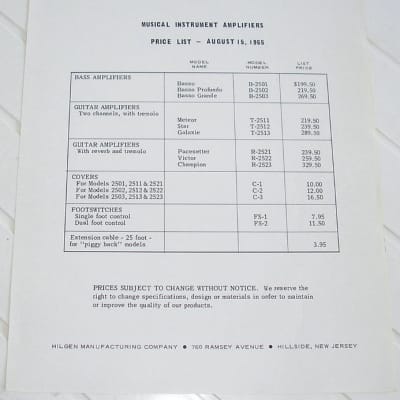 MUSICAL INSTRUMENT AMPLIFIERS
PRICE LIST - AUGUST 15, 1965
MODEL NAME MODEL NUMBER LIST PRICE
BASS AMPLIFIERS
Basso B-2501 $199.50
Basso Profundo B-2502 219.50
Basso Grande B-2503 269.50
GUITAR AMPLIFIERS
Two channels, with tremolo
Meteor T-2511 219.50
Star T-2512 239.50
Galaxie T-2513 289.50
GUITAR AMPLIFIERS
With reverb and tremolo
Pacesetter R-2521 239.50
Victor R-2522 259.50
Champion R-2523 329.50
COVERS
For Models 2501, 2511 & 2521 C-1 10.00
For Models 2502, 2512 & 2522 C-2 12.00
For Models 2503, 2513 & 2523 C-3 16.50
FOOTSWITCHES
Single foot control FS-1 7.95
Dual foot control FS-2 11.50
Extension cable - 25 foot -
for "piggy back" models 3.95
PRICES SUBJECT TO CHANGE WITHOUT NOTICE. We reserve the
right to change specifications, design or materials in order to maintain
or improve the quality of our products.
HILGEN MANUFACTURING COMPANY • 760 RAMSEY AVENUE • HILLSIDE, NEW JERSEY